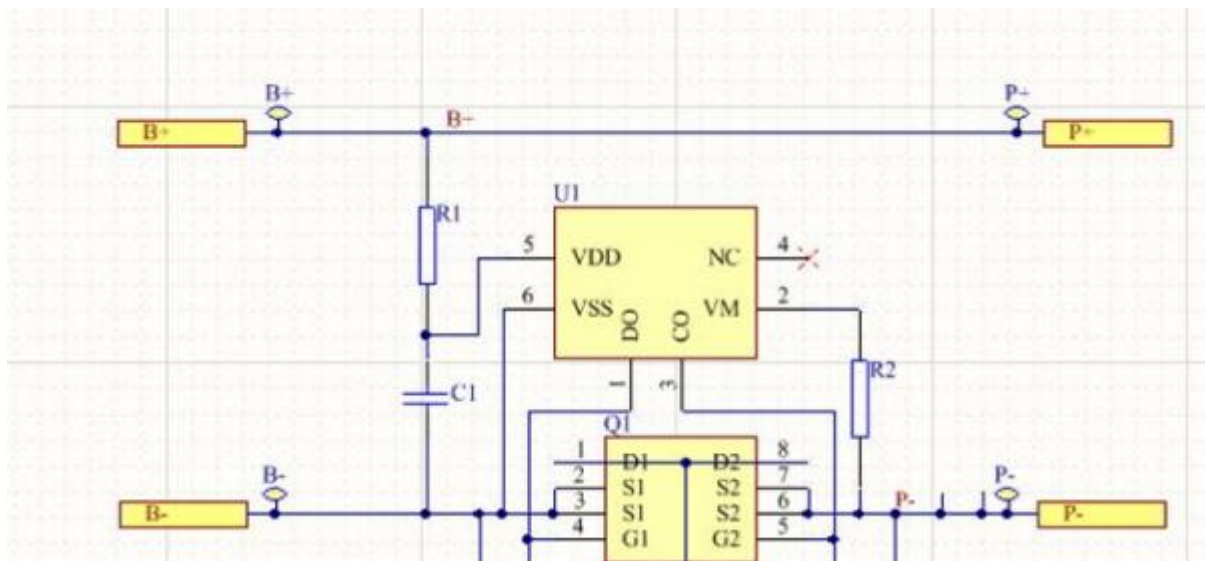 B+ P+
B+ B+ P+
U1
R1
5 VDD NC 4
6 VSS VM 2
DO CO
R2
1 3
C1
Q1
1 D1 D2 8
2 S1 S2 7
B- P-
B- 3 S1 S2 6 P- P-
4 G1 G2 5